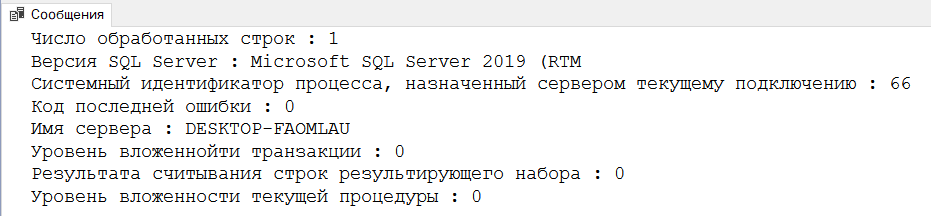 Сообщения
Число обработанных строк : 1
Версия SQL Server : Microsoft SQL Server 2019 (RTM
Системный идентификатор процесса, назначенный сервером текущему подключению : 66
Код последней ошибки : 0
Имя сервера : DESKTOP-FAOMLAU
Уровень вложеннойти транзакции : 0
Результата считывания строк результирующего набора : 0
Уровень вложенности текущей процедуры : 0